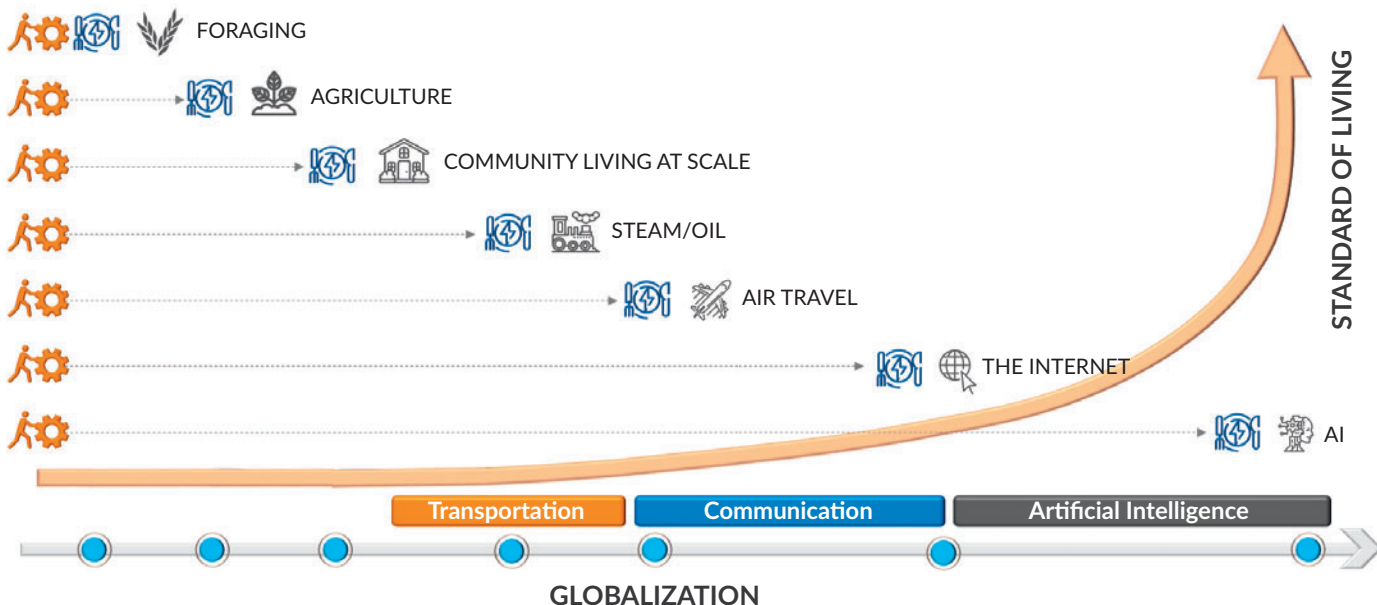 FORAGING
AGRICULTURE
COMMUNITY LIVING AT SCALE
STEAM/OIL
AIR TRAVEL
THE INTERNET
AI
STANDARD OF LIVING
Transportation
Communication
Artificial Intelligence
GLOBALIZATION